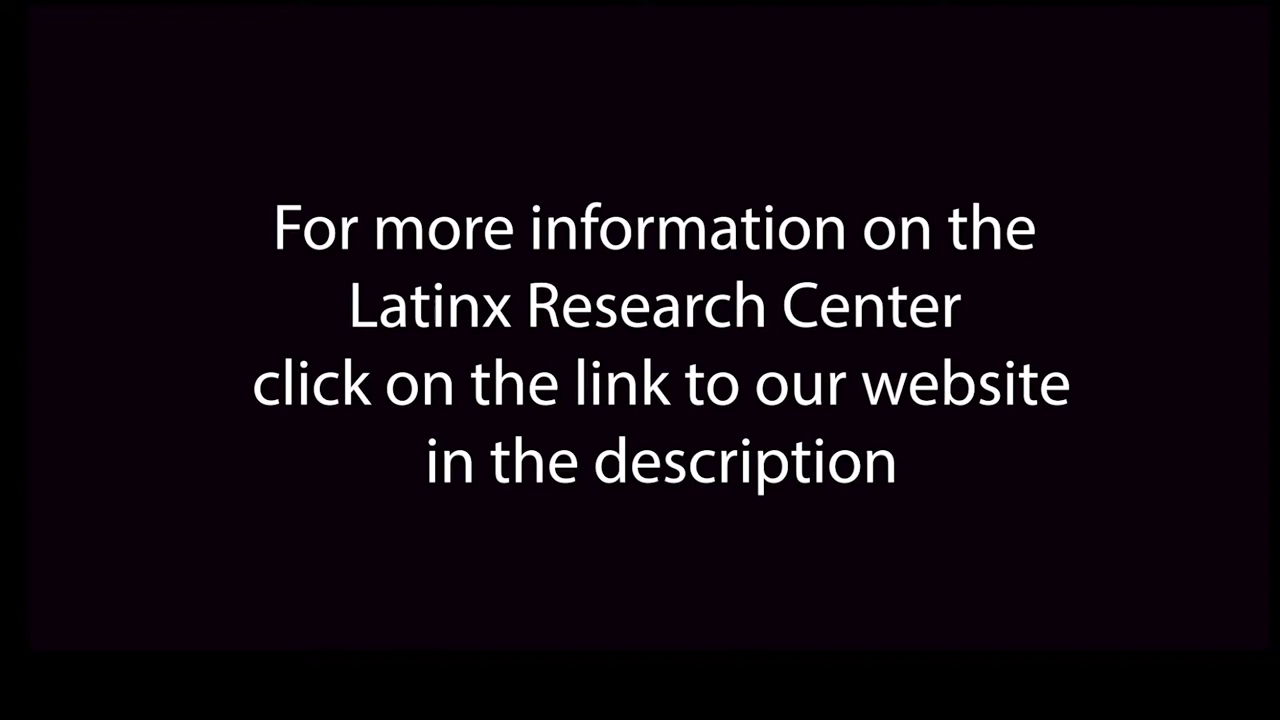 For more information on the
Latinx Research Center
click on the link to our website
in the description